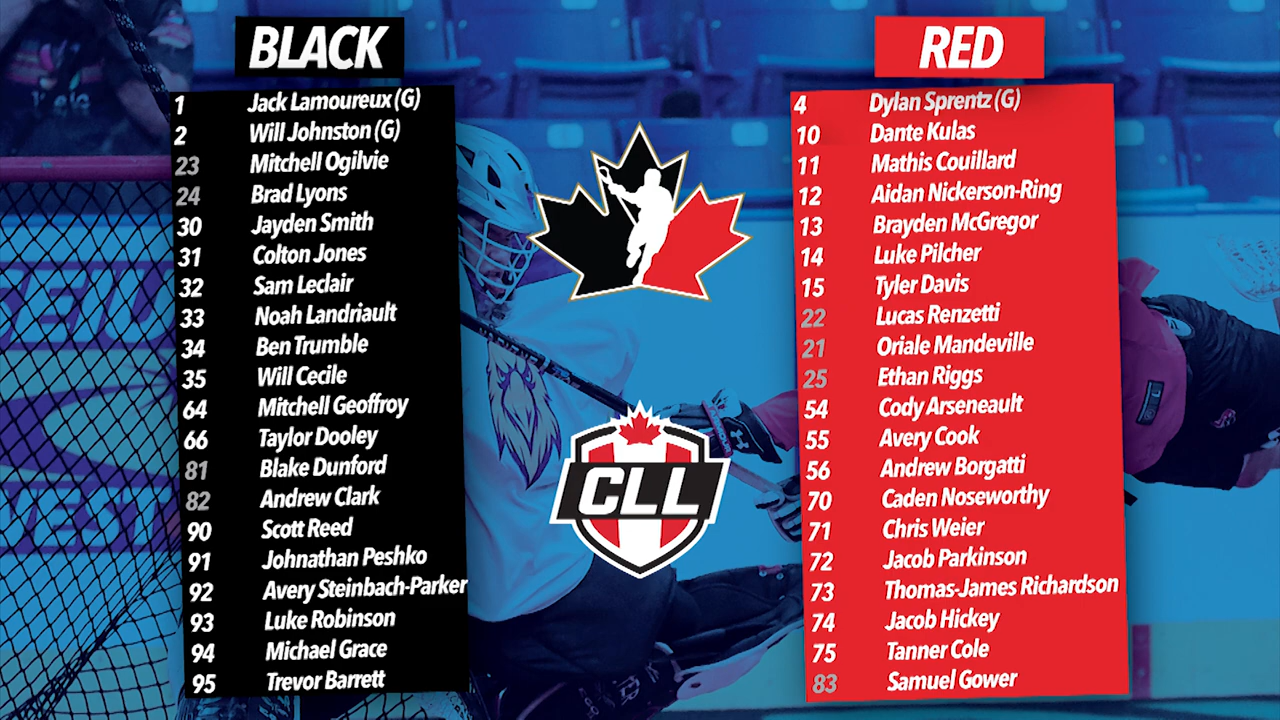 BLACK
1 Jack Lamoureux (G)
2 Will Johnston (G)
23 Mitchell Ogilvie
24 Brad Lyons
30 Jayden Smith
31 Colton Jones
32 Sam Leclair
33 Noah Landriault
34 Ben Trumble
35 Will Cecile
64 Mitchell Geoffroy
66 Taylor Dooley
81 Blake Dunford
82 Andrew Clark
90 Scott Reed
91 Johnathan Peshko
92 Avery Steinbach-Parker
93 Luke Robinson
94 Michael Grace
95 Trevor Barrett
CLL
RED
4 Dylan Sprentz (G)
10 Dante Kulas
11 Mathis Couillard
12 Aidan Nickerson-Ring
13 Brayden McGregor
14 Luke Pilcher
15 Tyler Davis
22 Lucas Renzetti
21 Oriale Mandeville
25 Ethan Riggs
54 Cody Arseneault
55 Avery Cook
56 Andrew Borgatti
70 Caden Noseworthy
71 Chris Weier
72 Jacob Parkinson
73 Thomas-James Richardson
74 Jacob Hickey
75 Tanner Cole
83 Samuel Gower